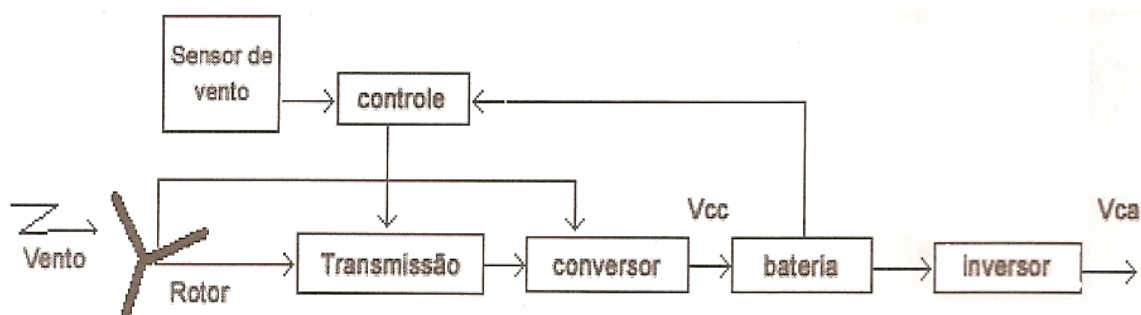 Sensor de
vento
controle
Vcc
Vca
Vento
Rotor
Transmissão
conversor
bateria
inversor